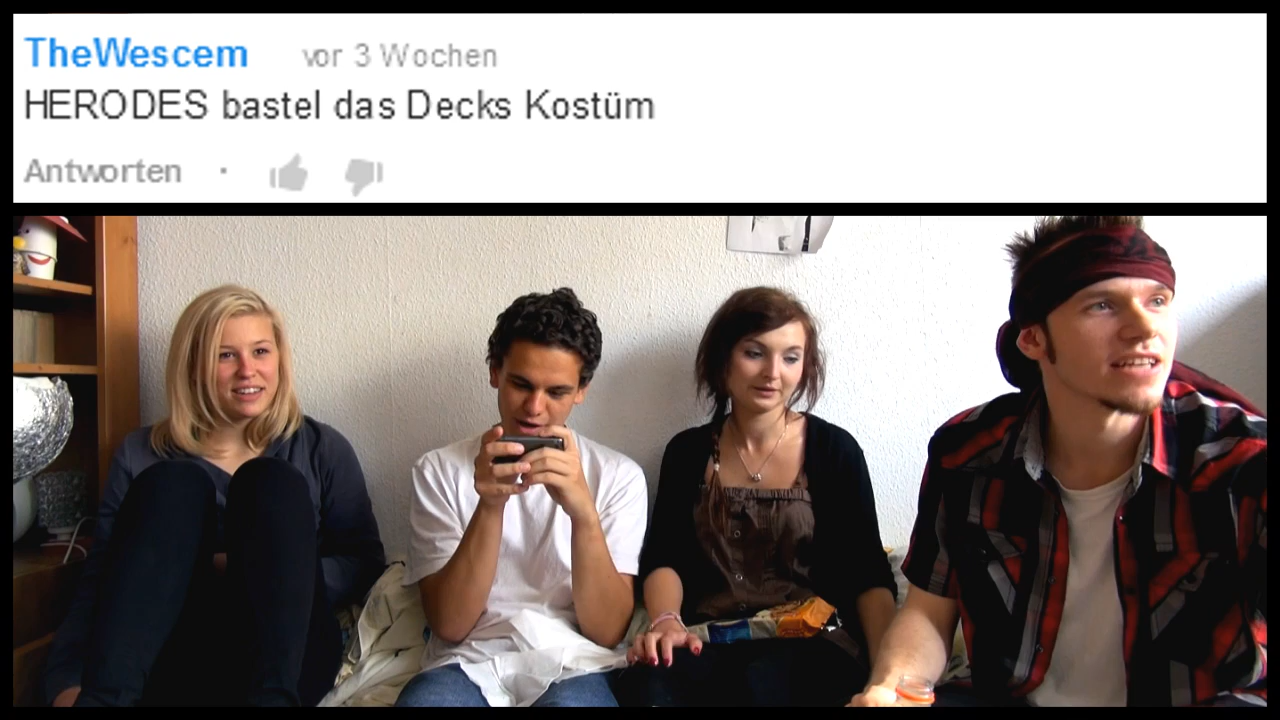 TheWescem vor 3 Wochen
HERODES bastel das Decks Kostüm
Antworten ·